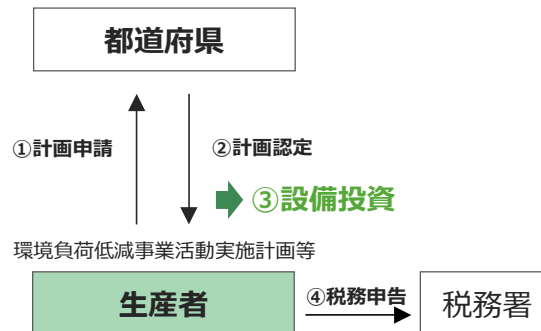 都道府県
①計画申請
②計画認定
③設備投資
環境負荷低減事業活動実施計画等
生産者
④税務申告
税務署